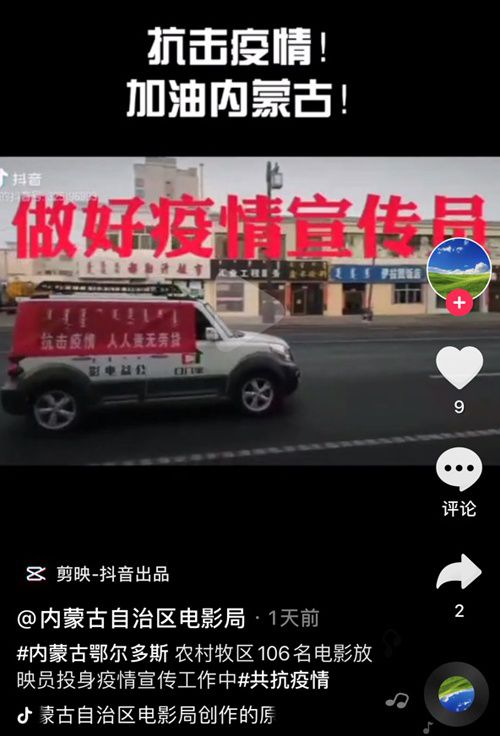 抗击疫情！
加油内蒙古！
抖音
做好疫情宣传员
伊拉图饭店
抗击疫情 人人责无旁贷
9
评论
剪映-抖音出品
@内蒙古自治区电影局 · 1天前
2
#内蒙古鄂尔多斯 农村牧区106名电影放
映员投身疫情宣传工作中#共抗疫情
蒙古自治区电影局创作的原